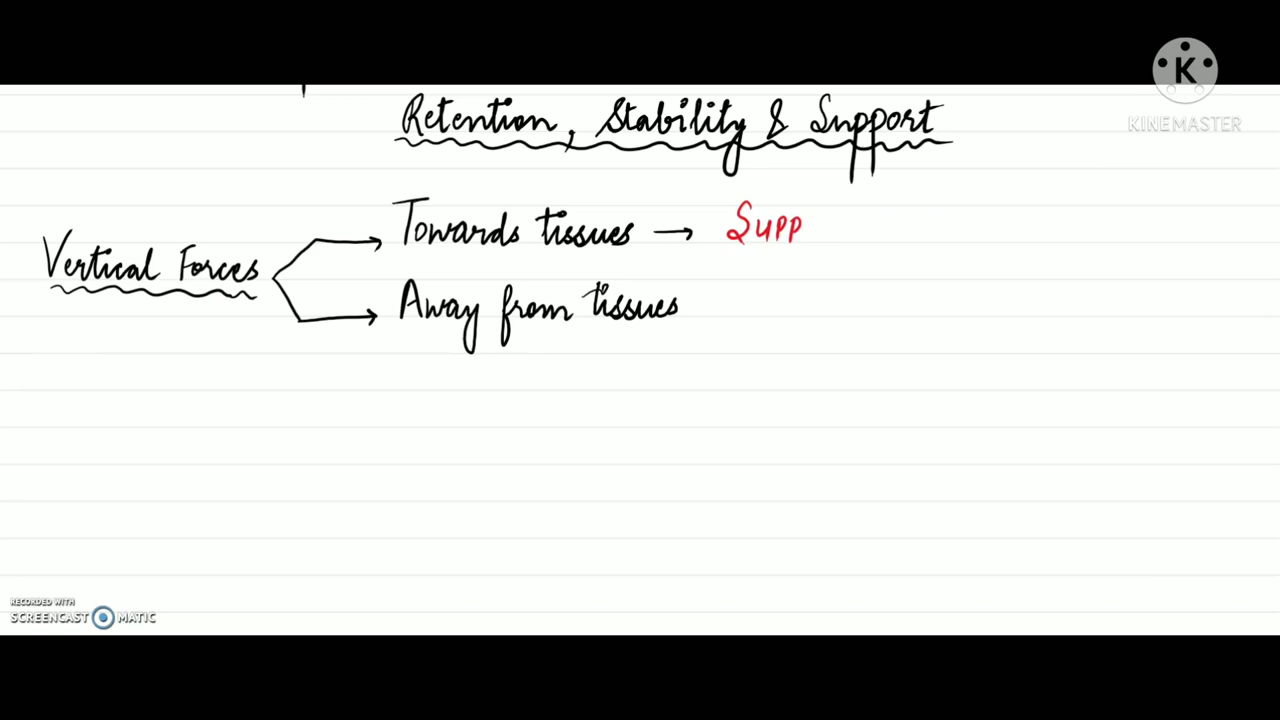 K
KINEMASTER
Retention, Stability & Support
Towards tissues → Supp
Vertical Forces
Away from tissues
RECORDED WITH
SCREENCAST MATIC